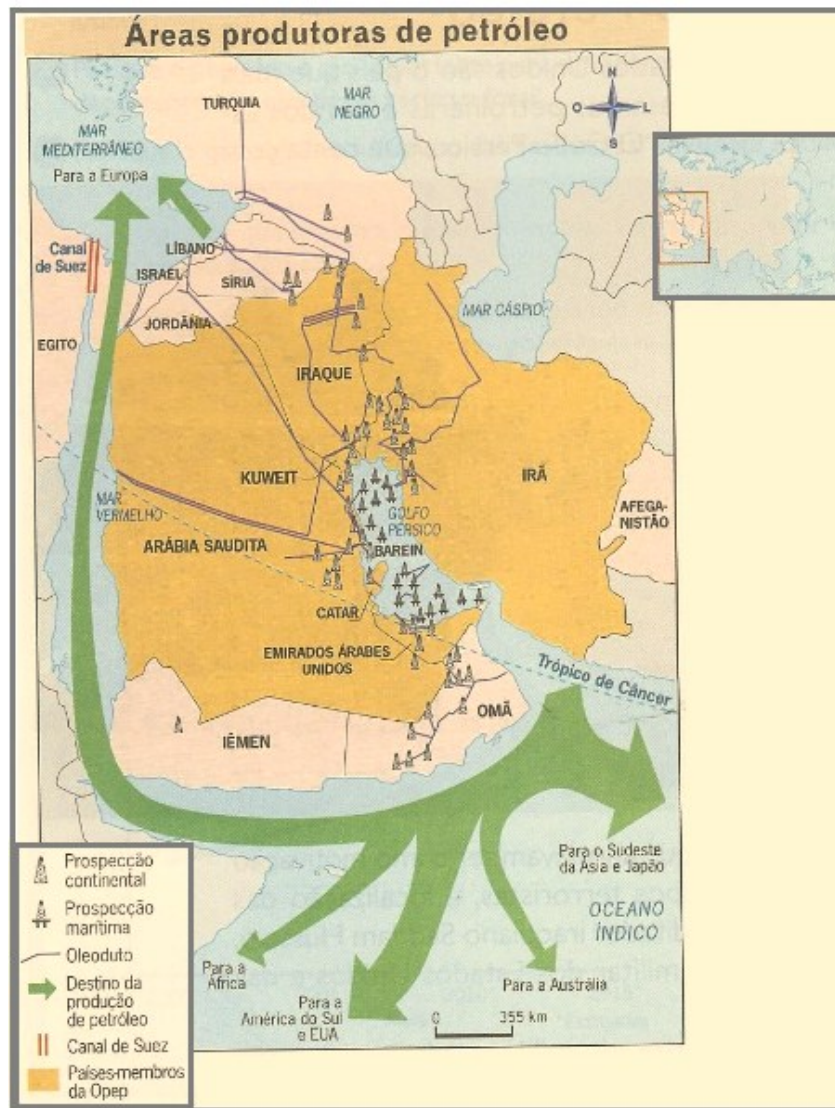 Áreas produtoras de petróleo
TURQUIA
MAR
NEGRO
N
O
L
S
MAR
MEDITERRÂNEO
Para a Europa
Canal
de Suez
LÍBANO
ISRAEL
SÍRIA
JORDÂNIA
EGITO
MAR CÁSPIO
IRAQUE
KUWEIT
IRÃ
MAR
VERMELHO
GOLFO
PÉRSICO
AFEGA-
NISTÃO
ARÁBIA SAUDITA
BAREIN
CATAR
EMIRADOS ÁRABES
UNIDOS
Trópico de Câncer
OMÃ
IÊMEN
Para o Sudeste
da Ásia e Japão
OCEANO
ÍNDICO
Para a
África
Para a
América do Sul
e EUA
Para a Austrália
0 355 km
Prospecção
continental
Prospecção
marítima
Oleoduto
Destino da
produção
de petróleo
Canal de Suez
Países-membros
da Opep